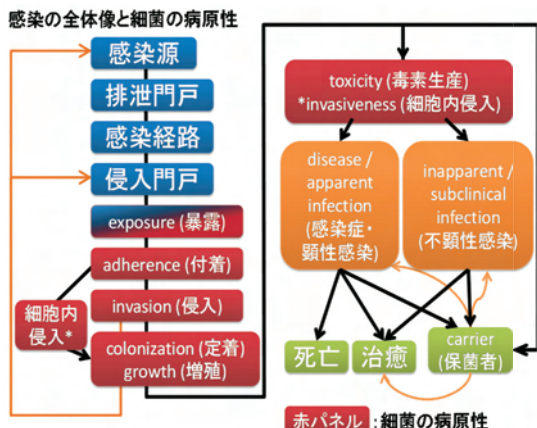 感染の全体像と細菌の病原性
感染源
排泄門戸
感染経路
侵入門戸
exposure (暴露)
adherence (付着)
invasion (侵入)
細胞内
侵入*
colonization (定着)
growth (増殖)
toxicity (毒素生産)
*invasiveness (細胞内侵入)
disease /
apparent
infection
(感染症・
顕性感染)
inapparent /
subclinical
infection
(不顕性感染)
死亡
治癒
carrier
(保菌者)
赤パネル:細菌の病原性